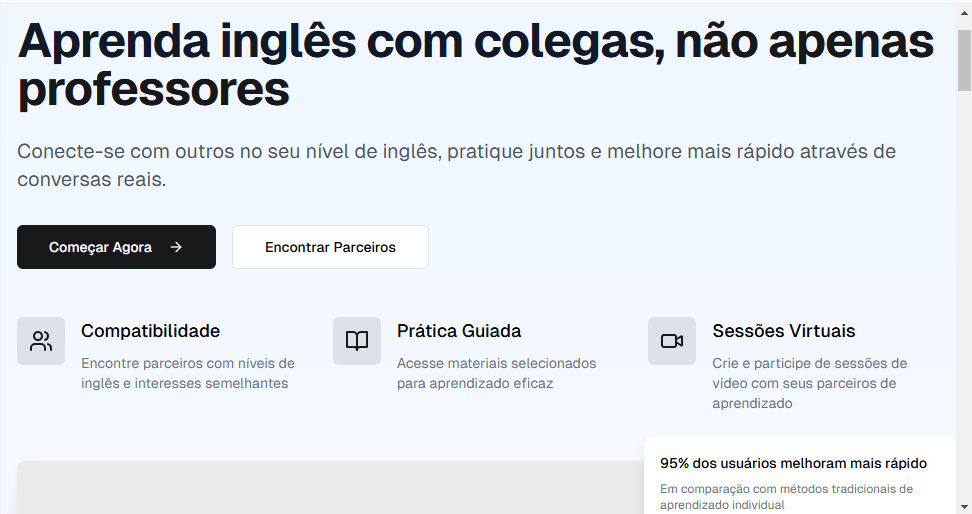 Aprenda inglês com colegas, não apenas
professores
Conecte-se com outros no seu nível de inglês, pratique juntos e melhore mais rápido através de
conversas reais.
Começar Agora →
Encontrar Parceiros
Compatibilidade
Encontre parceiros com níveis de
inglês e interesses semelhantes
Prática Guiada
Acesse materiais selecionados
para aprendizado eficaz
Sessões Virtuais
Crie e participe de sessões de
vídeo com seus parceiros de
aprendizado
95% dos usuários melhoram mais rápido
Em comparação com métodos tradicionais de
aprendizado individual